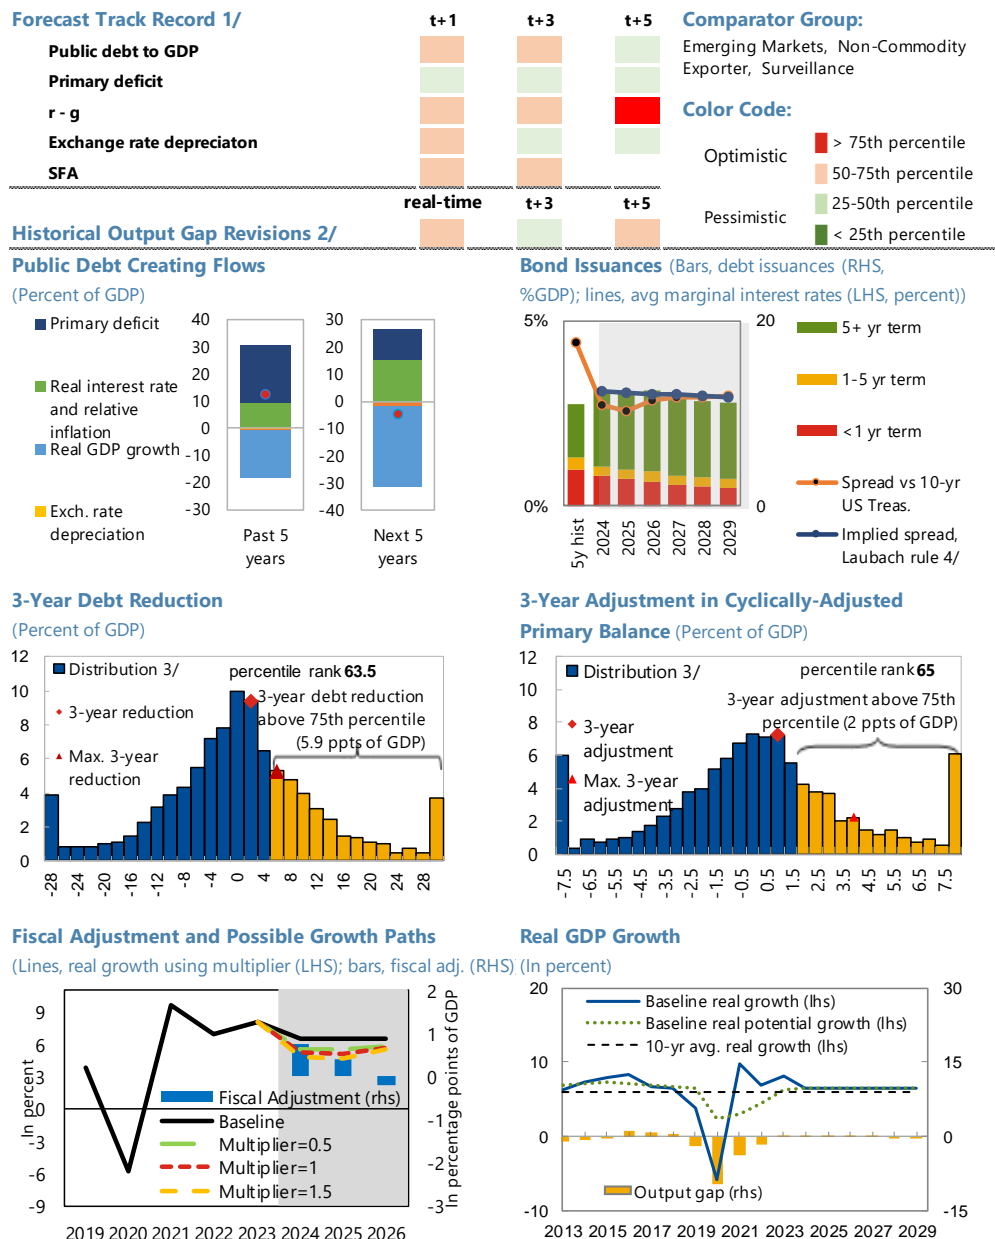 Forecast Track Record 1/ t+1 t+3 t+5 Comparator Group:
Public debt to GDP Emerging Markets, Non-Commodity
Primary deficit Exporter, Surveillance
r - g Color Code:
Exchange rate depreciaton Optimistic > 75th percentile
SFA 50-75th percentile
real-time t+3 t+5 25-50th percentile
Historical Output Gap Revisions 2/ Pessimistic < 25th percentile
Public Debt Creating Flows
(Percent of GDP)
Primary deficit
Real interest rate
and relative
inflation
Real GDP growth
Exch. rate
depreciation
40
30
20
10
0
-10
-20
-30
Past 5
years
30
20
10
0
-10
-20
-30
-40
Next 5
years
Bond Issuances (Bars, debt issuances (RHS,
%GDP); lines, avg marginal interest rates (LHS, percent))
5%
0%
20
0
5y hist 2024 2025 2026 2027 2028 2029
5+ yr term
1-5 yr term
<1 yr term
Spread vs 10-yr
US Treas.
Implied spread,
Laubach rule 4/
3-Year Debt Reduction
(Percent of GDP)
12
10
8
6
4
2
0
Distribution 3/
3-year reduction
Max. 3-year
reduction
percentile rank 63.5
3-year debt reduction
above 75th percentile
(5.9 ppts of GDP)
-28 -24 -20 -16 -12 -8 -4 0 4 8 12 16 20 24 28
3-Year Adjustment in Cyclically-Adjusted
Primary Balance (Percent of GDP)
12
10
8
6
4
2
0
Distribution 3/
3-year
adjustment
Max. 3-year
adjustment
percentile rank 65
3-year adjustment above 75th
percentile (2 ppts of GDP)
-7.5 -6.5 -5.5 -4.5 -3.5 -2.5 -1.5 -0.5 0.5 1.5 2.5 3.5 4.5 5.5 6.5 7.5
Fiscal Adjustment and Possible Growth Paths
(Lines, real growth using multiplier (LHS); bars, fiscal adj. (RHS)
In percent
9
6
3
0
-3
-6
-9
2
1
0
-1
-2
-3
In percentage points of GDP
Fiscal Adjustment (rhs)
Baseline
Multiplier=0.5
Multiplier=1
Multiplier=1.5
2019 2020 2021 2022 2023 2024 2025 2026
Real GDP Growth
(In percent)
20
10
0
-10
30
15
0
-15
Baseline real growth (lhs)
Baseline real potential growth (lhs)
10-yr avg. real growth (lhs)
Output gap (rhs)
2013 2015 2017 2019 2021 2023 2025 2027 2029